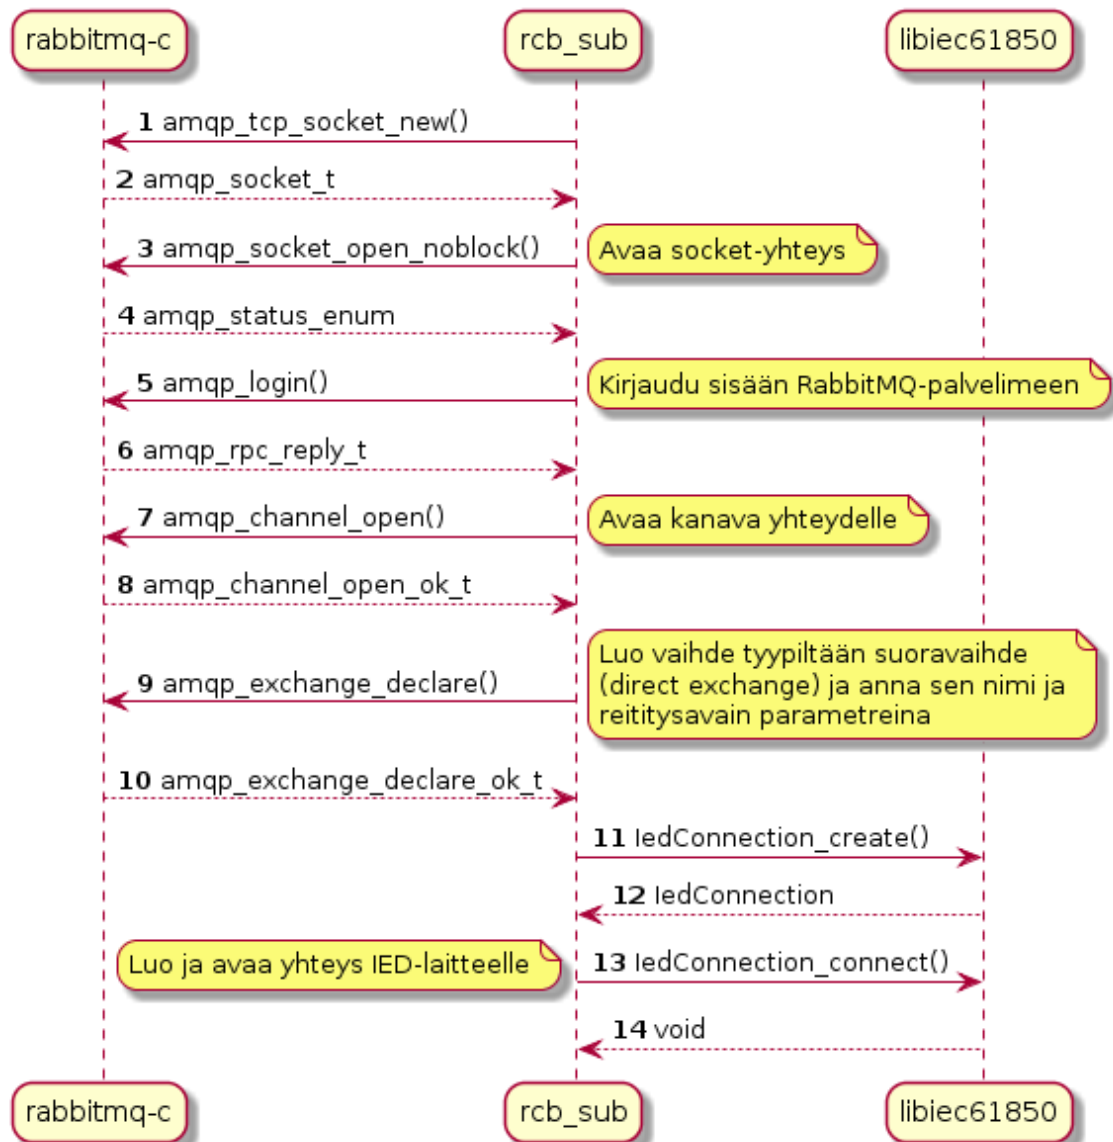 rabbitmq-c
rcb_sub
libiec61850
1 amqp_tcp_socket_new()
2 amqp_socket_t
3 amqp_socket_open_noblock()
Avaa socket-yhteys
4 amqp_status_enum
5 amqp_login()
Kirjaudu sisään RabbitMQ-palvelimeen
6 amqp_rpc_reply_t
7 amqp_channel_open()
Avaa kanava yhteydelle
8 amqp_channel_open_ok_t
9 amqp_exchange_declare()
Luo vaihde tyypiltään suoravaihde
(direct exchange) ja anna sen nimi ja
reititysavain parametreina
10 amqp_exchange_declare_ok_t
11 IedConnection_create()
12 IedConnection
Luo ja avaa yhteys IED-laitteelle
13 IedConnection_connect()
14 void
rabbitmq-c
rcb_sub
libiec61850